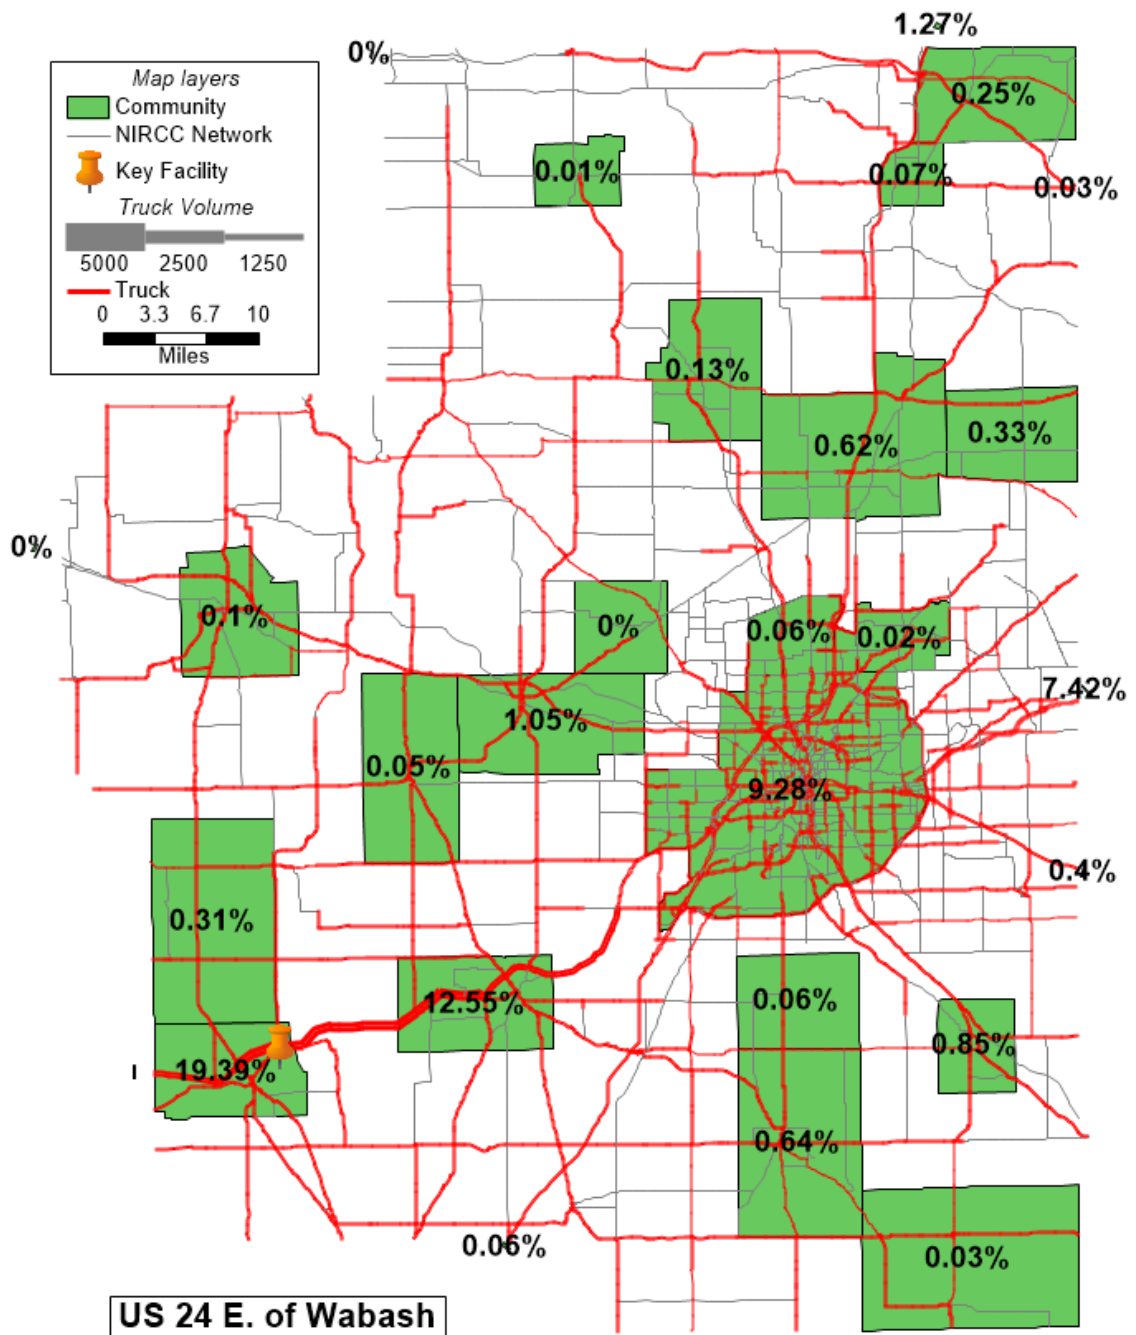 1.27%
0%
Map layers
Community
NIRCC Network
Key Facility
Truck Volume
5000 2500 1250
Truck
0 3.3 6.7 10
Miles
0.25%
0.01%
0.07%
0.03%
0.13%
0.62%
0.33%
0%
0.1%
0%
0.06%
0.02%
7.42%
1.05%
0.05%
9.28%
0.4%
0.31%
12.55%
0.06%
0.85%
19.39%
0.64%
0.06%
0.03%
US 24 E. of Wabash